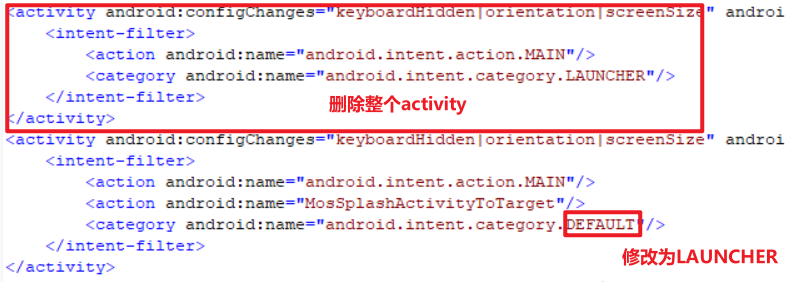 <activity android:configChanges="keyboardHidden|orientation|screenSize" androi
<intent-filter>
<action android:name="android.intent.action.MAIN"/>
<category android:name="android.intent.category.LAUNCHER"/>
</intent-filter>
删除整个activity
</activity>
<activity android:configChanges="keyboardHidden|orientation|screenSize" androi
<intent-filter>
<action android:name="android.intent.action.MAIN"/>
<action android:name="MosSplashActivityToTarget"/>
<category android:name="android.intent.category.DEFAULT"/>
</intent-filter>
修改为LAUNCHER
</activity>